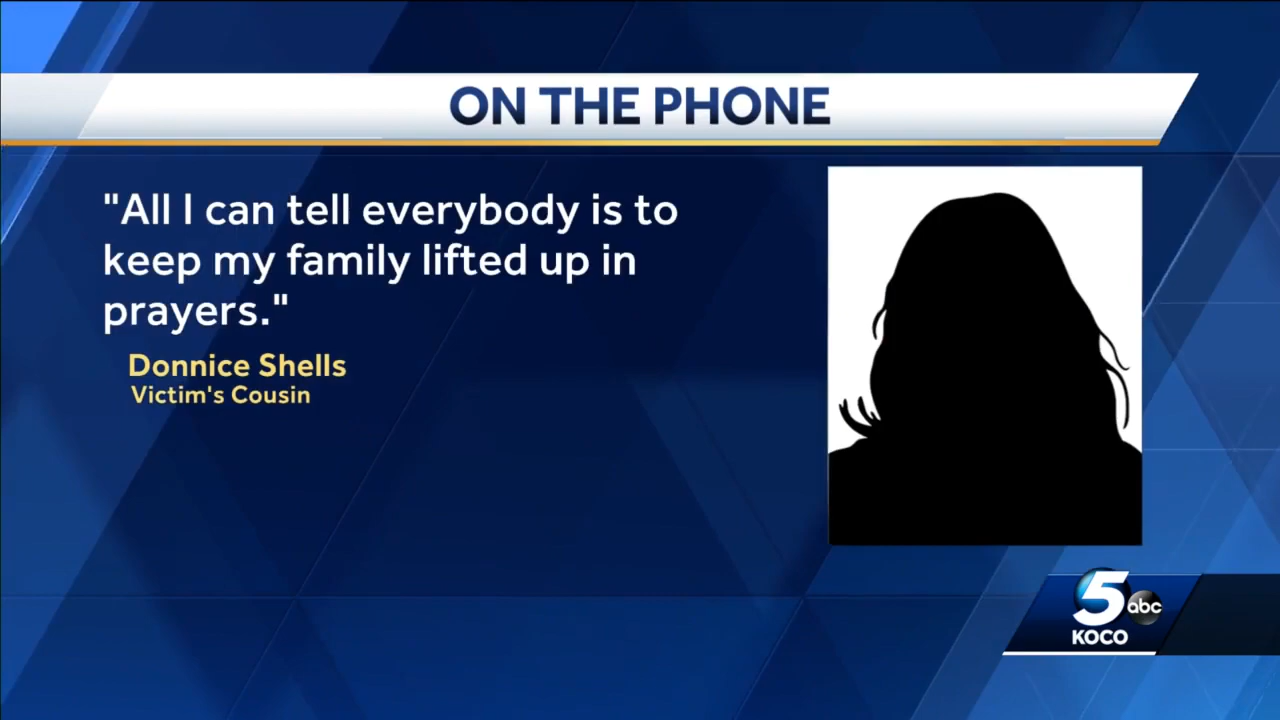 ON THE PHONE
"All I can tell everybody is to
keep my family lifted up in
prayers."
Donnice Shells
Victim's Cousin
5 abc
KOCO